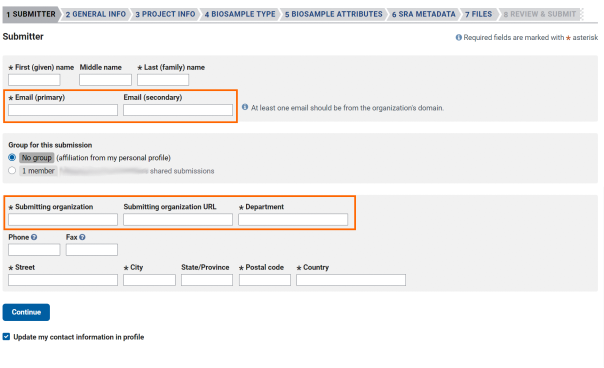 1 SUBMITTER 2 GENERAL INFO 3 PROJECT INFO 4 BIOSAMPLE TYPE 5 BIOSAMPLE ATTRIBUTES 6 SRA METADATA 7 FILES 8 REVIEW & SUBMIT
Submitter
Required fields are marked with * asterisk
* First (given) name Middle name * Last (family) name
* Email (primary) Email (secondary)
At least one email should be from the organization's domain.
Group for this submission
No group (affiliation from my personal profile)
1 member shared submissions
* Submitting organization Submitting organization URL * Department
Phone Fax
* Street * City State/Province * Postal code * Country
Continue
Update my contact information in profile